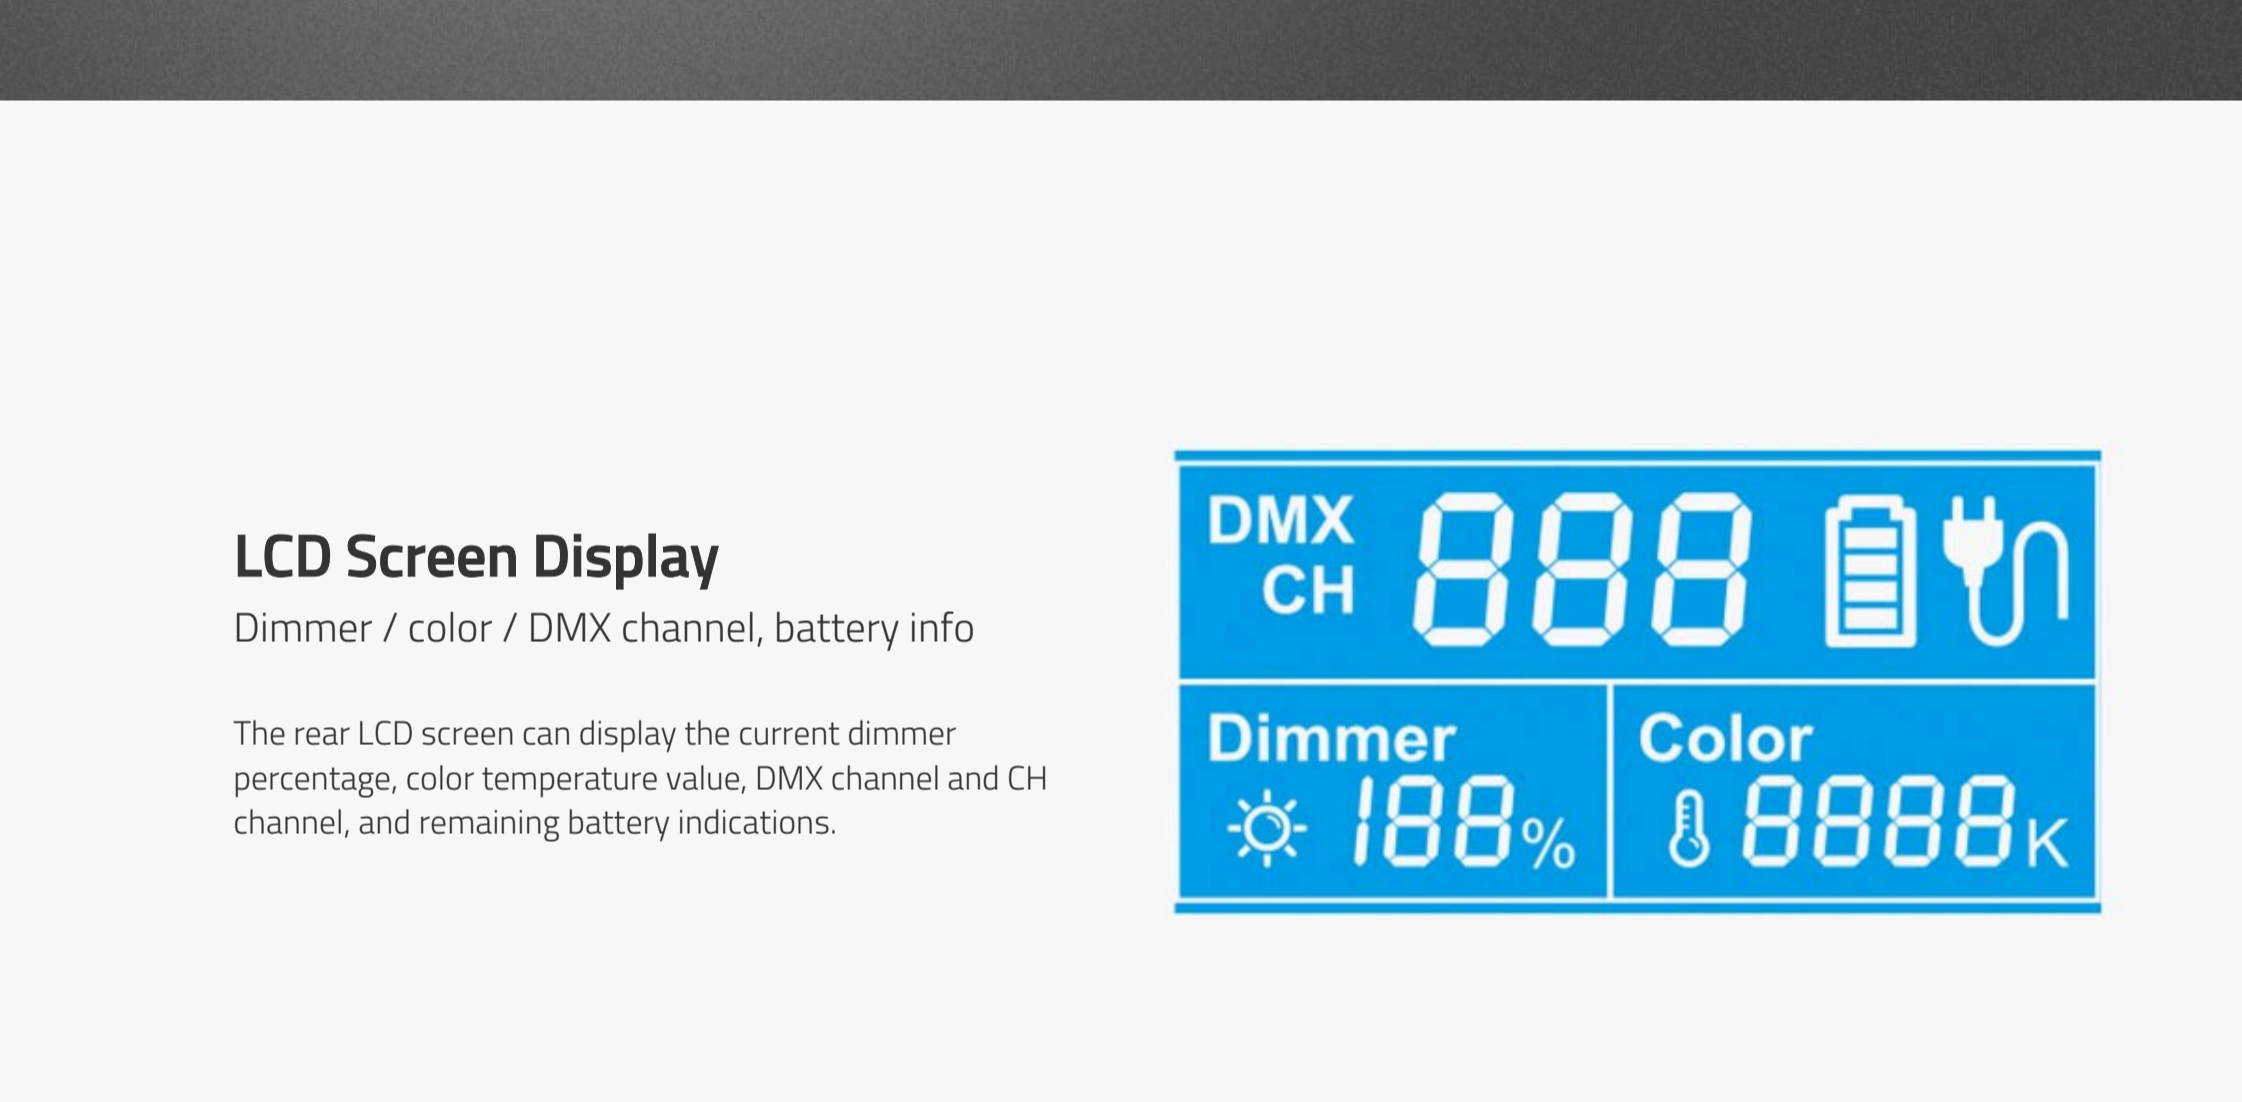 LCD Screen Display
Dimmer / color / DMX channel, battery info
The rear LCD screen can display the current dimmer
percentage, color temperature value, DMX channel and CH
channel, and remaining battery indications.
DMX 888
CH
Dimmer
188%
Color
8888K